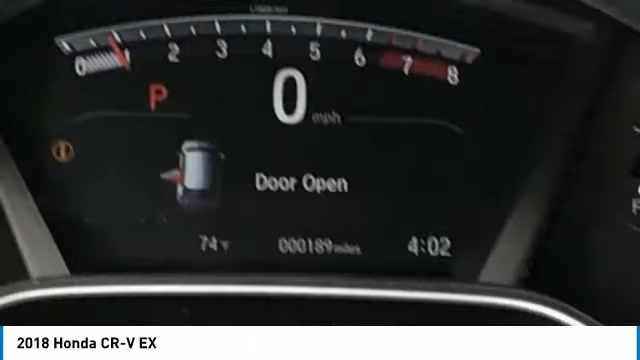 0 1 2 3 4 5 6 7 8
P
0 mph
Door Open
74°F 000189 miles 4:02
2018 Honda CR-V EX